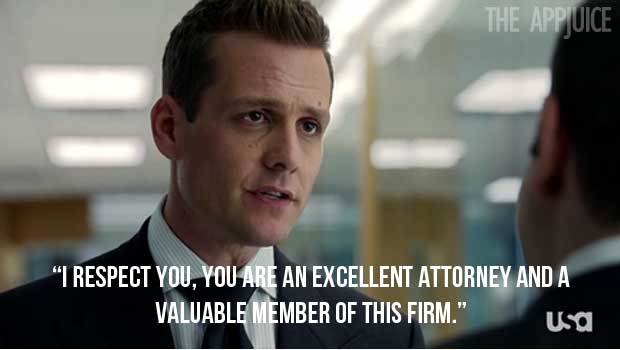 THE APPJUICE
“I RESPECT YOU, YOU ARE AN EXCELLENT ATTORNEY AND A
VALUABLE MEMBER OF THIS FIRM.”
usa